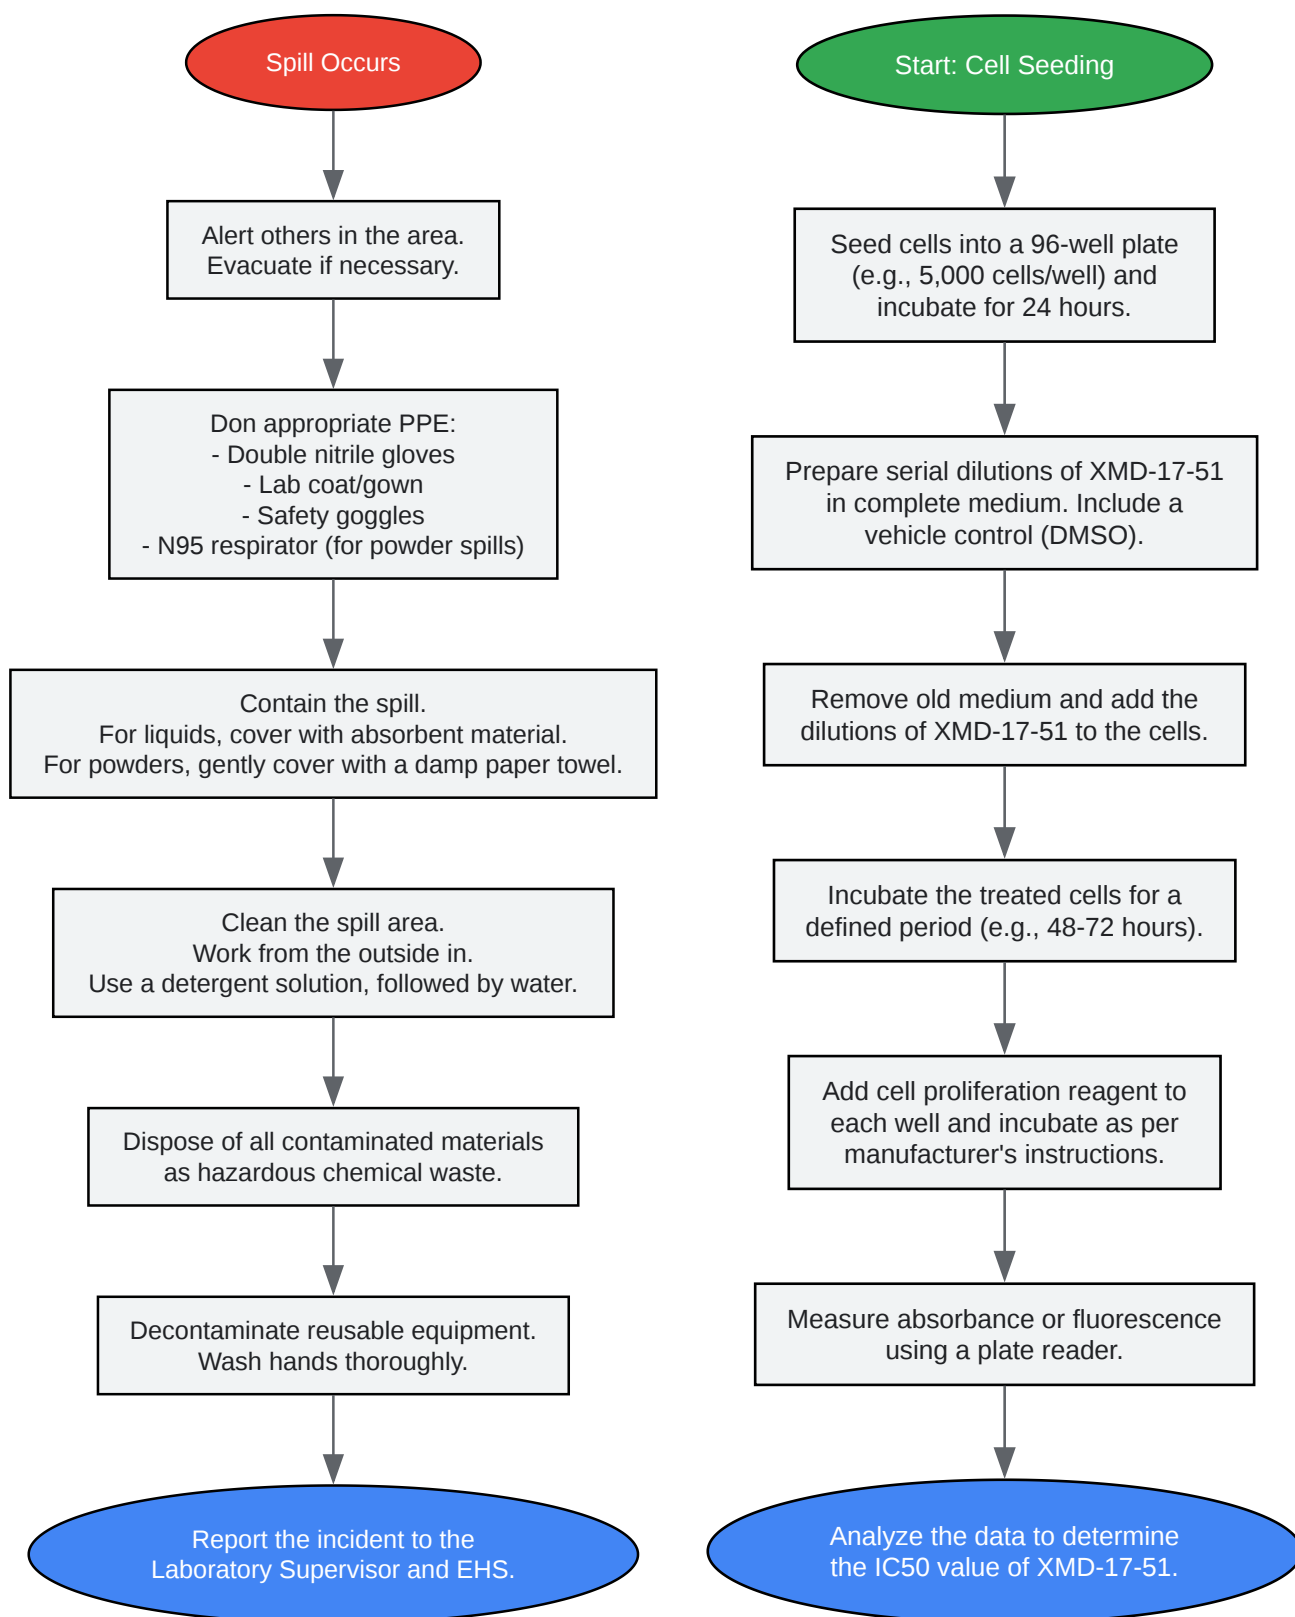 Spill Occurs
Alert others in the area.
Evacuate if necessary.
Don appropriate PPE:
- Double nitrile gloves
- Lab coat/gown
- Safety goggles
- N95 respirator (for powder spills)
Contain the spill.
For liquids, cover with absorbent material.
For powders, gently cover with a damp paper towel.
Clean the spill area.
Work from the outside in.
Use a detergent solution, followed by water.
Dispose of all contaminated materials
as hazardous chemical waste.
Decontaminate reusable equipment.
Wash hands thoroughly.
Report the incident to the
Laboratory Supervisor and EHS.
Start: Cell Seeding
Seed cells into a 96-well plate
(e.g., 5,000 cells/well) and
incubate for 24 hours.
Prepare serial dilutions of XMD-17-51
in complete medium. Include a
vehicle control (DMSO).
Remove old medium and add the
dilutions of XMD-17-51 to the cells.
Incubate the treated cells for a
defined period (e.g., 48-72 hours).
Add cell proliferation reagent to
each well and incubate as per
manufacturer's instructions.
Measure absorbance or fluorescence
using a plate reader.
Analyze the data to determine
the IC50 value of XMD-17-51.